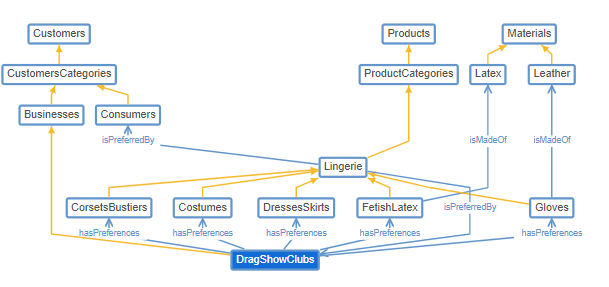 Customers
Products
Materials
CustomersCategories
ProductCategories
Latex
Leather
Businesses
Consumers
isPreferredBy
isMadeOf
isMadeOf
Lingerie
CorsetsBustiers
Costumes
DressesSkirts
FetishLatex
isPreferredBy
Gloves
hasPreferences
hasPreferences
hasPreferences
hasPreferences
hasPreferences
DragShowClubs